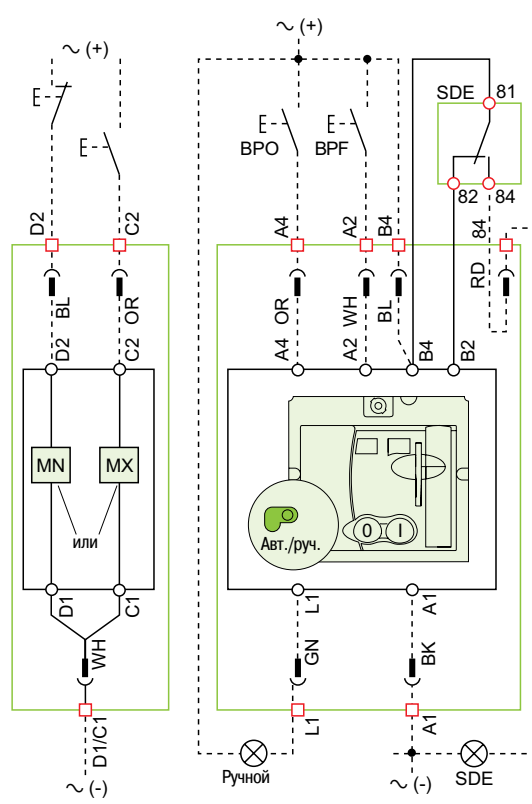 ~ (+)
D2
C2
BL
OR
D2
C2
MN
MX
или
D1
C1
WH
D1/C1
~ (-)
~ (+)
SDE
81
BPO
BPF
82
84
A4
A2
B4
84
OR
WH
BL
RD
A4
A2
B4
B2
Авт./руч.
O
I
L1
A1
GN
BK
L1
A1
Ручной
~ (-)
SDE